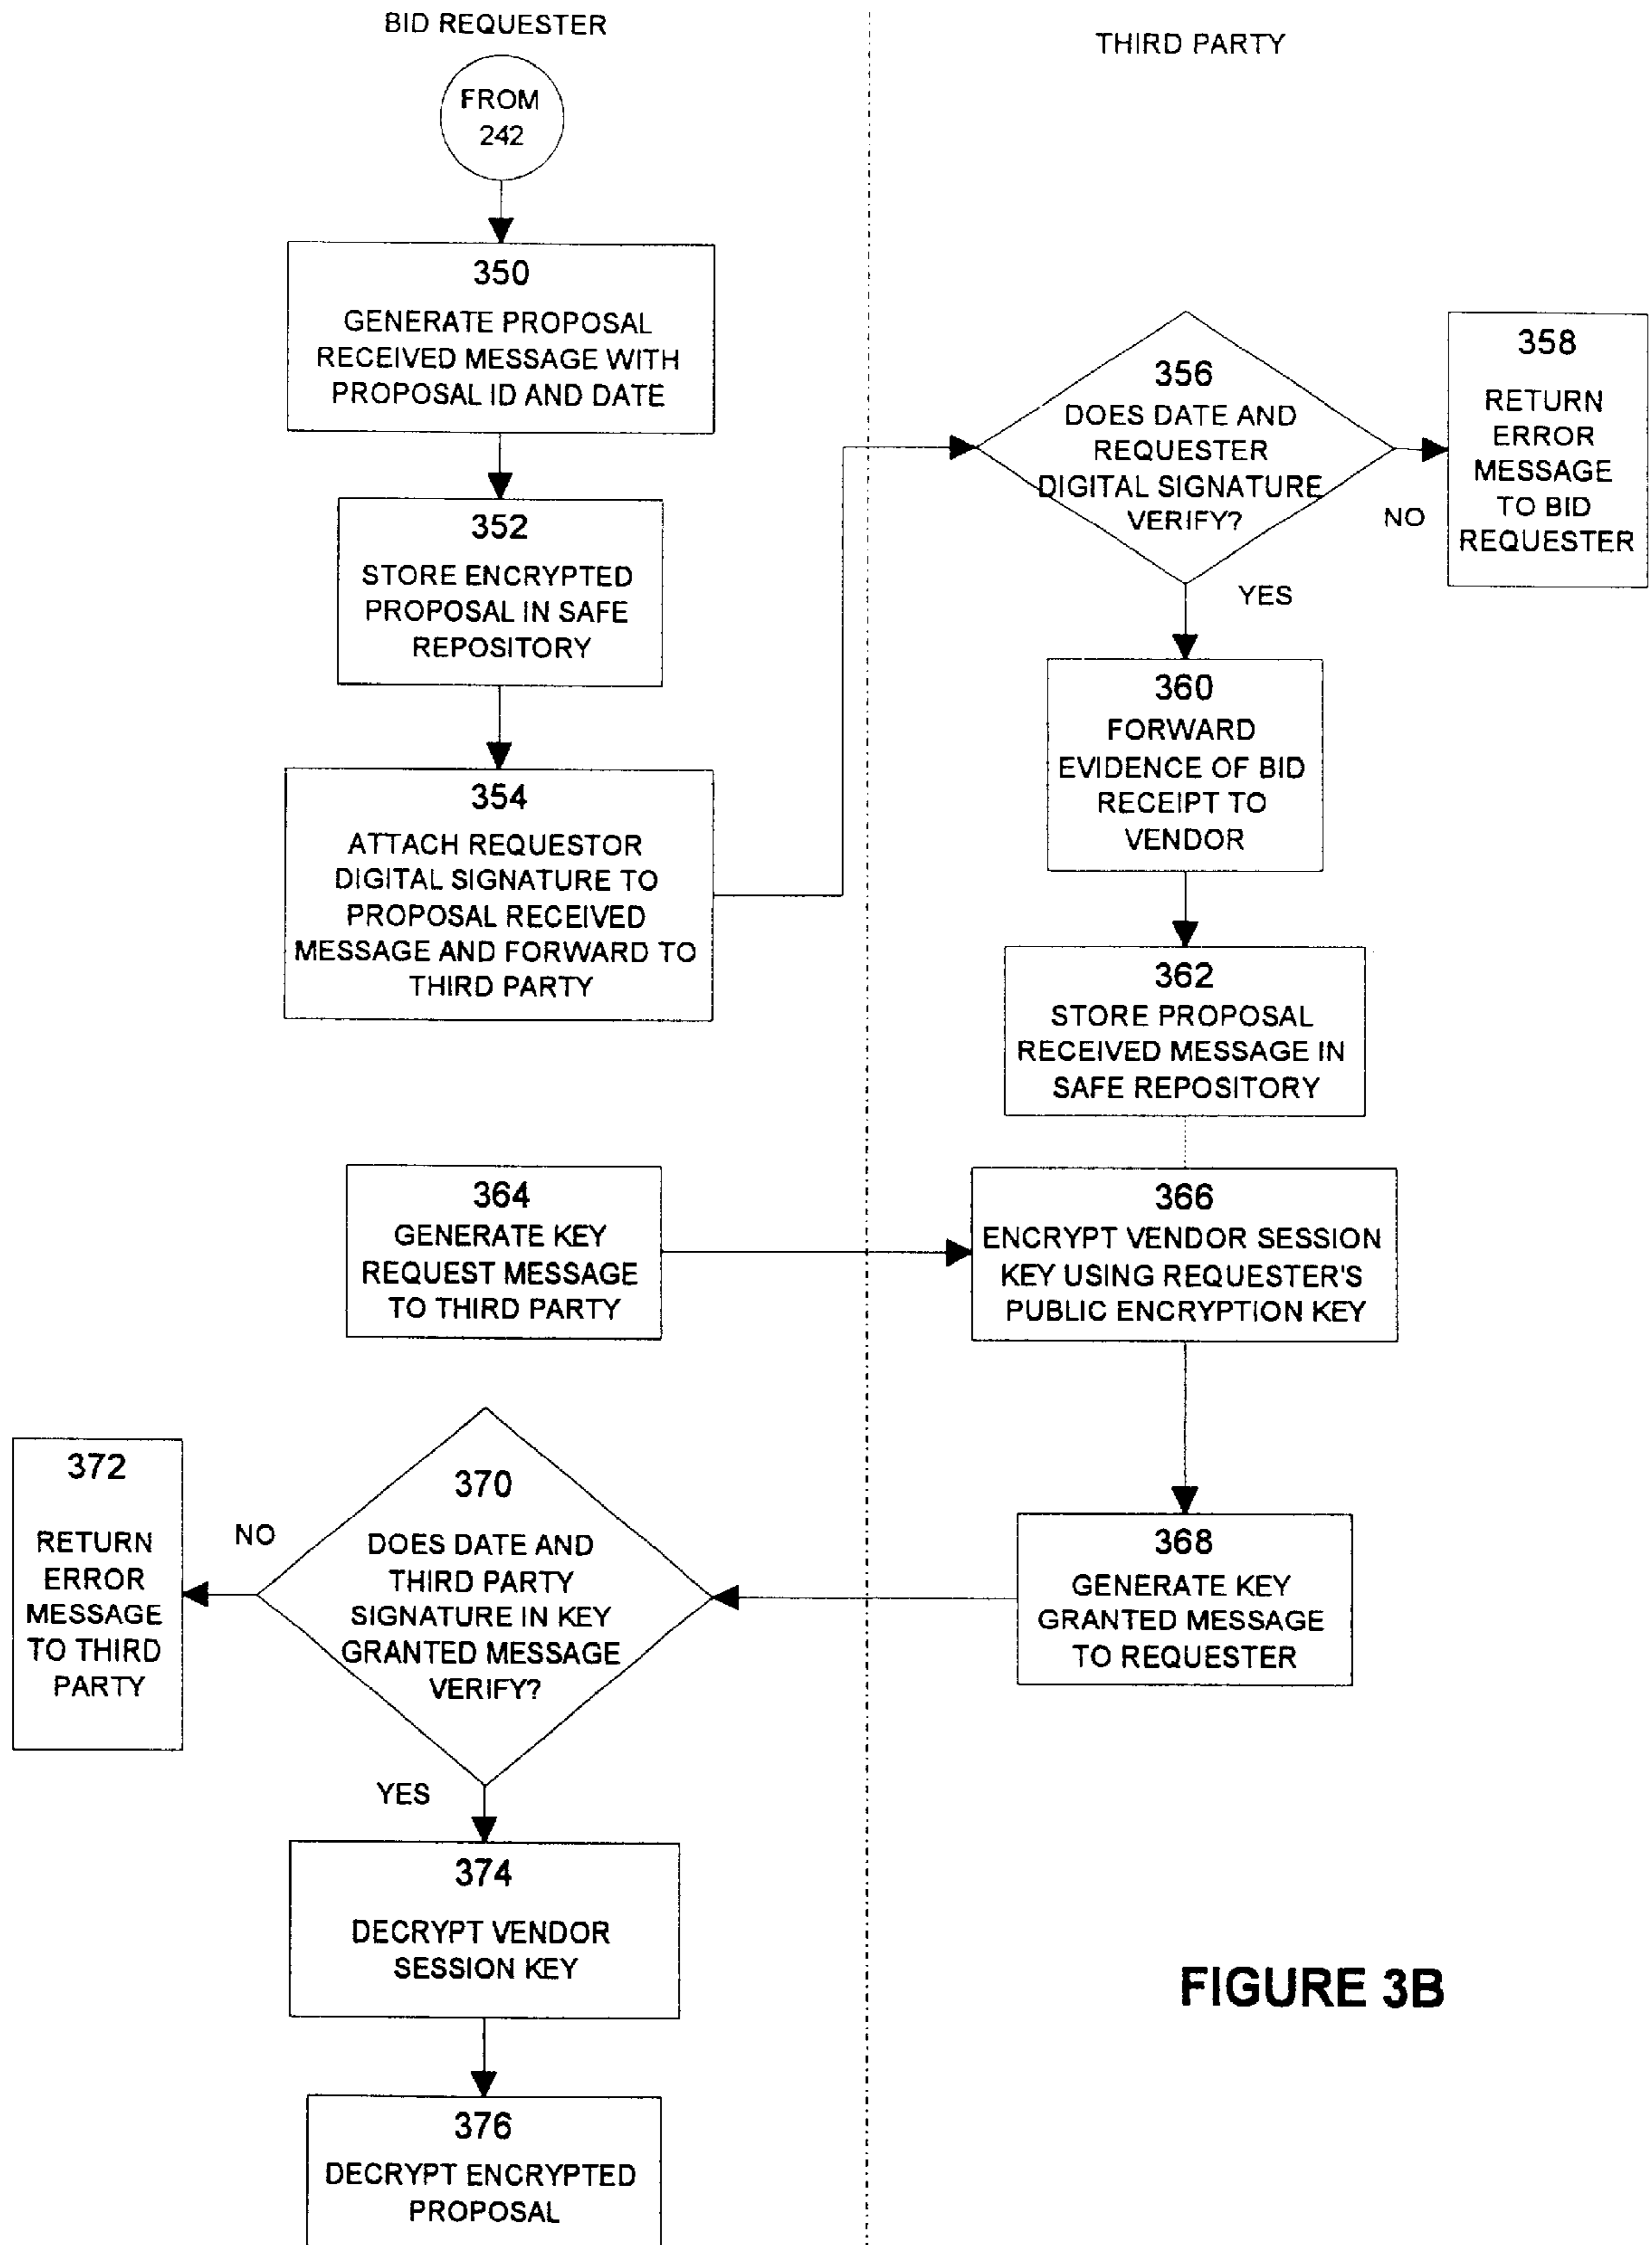 BID REQUESTER
THIRD PARTY
FROM
242
350
GENERATE PROPOSAL
RECEIVED MESSAGE WITH
PROPOSAL ID AND DATE
352
STORE ENCRYPTED
PROPOSAL IN SAFE
REPOSITORY
354
ATTACH REQUESTOR
DIGITAL SIGNATURE TO
PROPOSAL RECEIVED
MESSAGE AND FORWARD TO
THIRD PARTY
356
DOES DATE AND
REQUESTER
DIGITAL SIGNATURE
VERIFY?
NO
YES
358
RETURN
ERROR
MESSAGE
TO BID
REQUESTER
360
FORWARD
EVIDENCE OF BID
RECEIPT TO
VENDOR
362
STORE PROPOSAL
RECEIVED MESSAGE IN
SAFE REPOSITORY
364
GENERATE KEY
REQUEST MESSAGE
TO THIRD PARTY
366
ENCRYPT VENDOR SESSION
KEY USING REQUESTER'S
PUBLIC ENCRYPTION KEY
368
GENERATE KEY
GRANTED MESSAGE
TO REQUESTER
370
DOES DATE AND
THIRD PARTY
SIGNATURE IN KEY
GRANTED MESSAGE
VERIFY?
NO
YES
372
RETURN
ERROR
MESSAGE
TO THIRD
PARTY
374
DECRYPT VENDOR
SESSION KEY
376
DECRYPT ENCRYPTED
PROPOSAL
FIGURE 3B